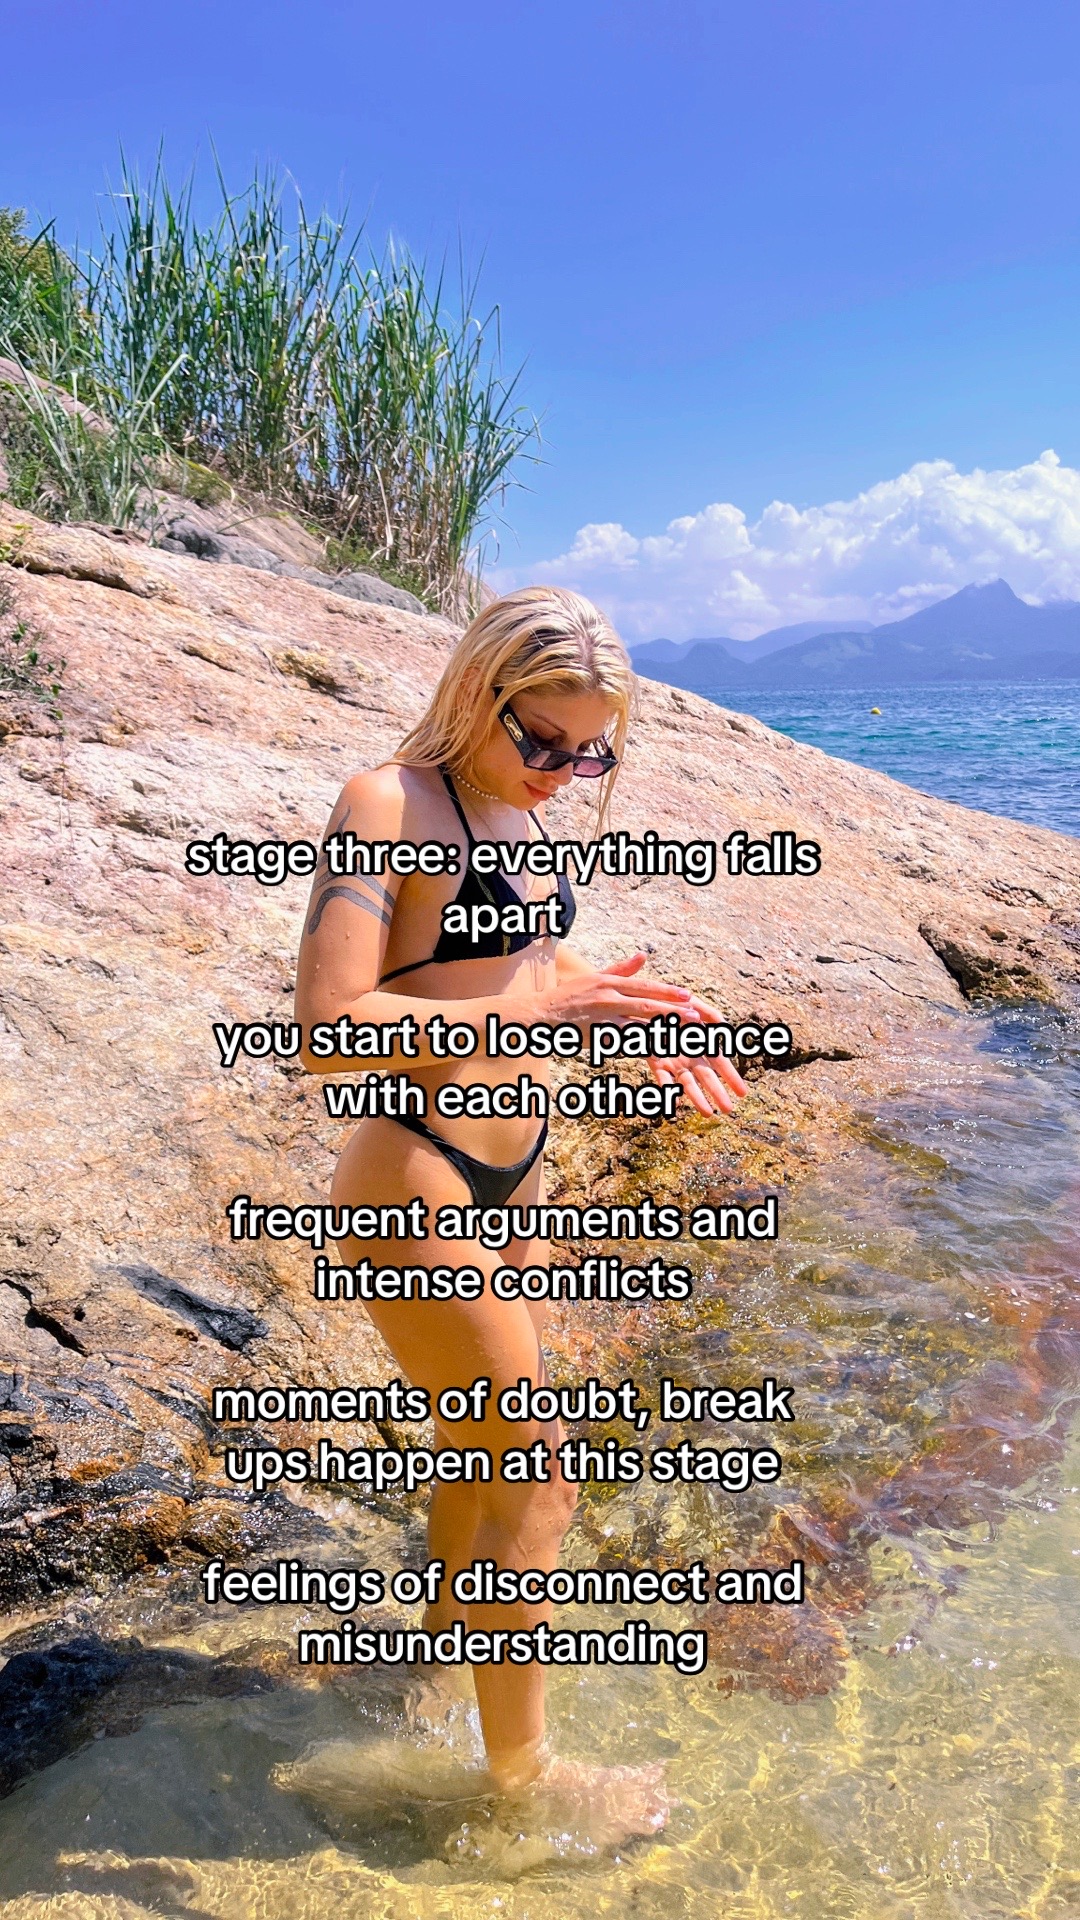 stage three: everything falls
apart
you start to lose patience
with each other
frequent arguments and
intense conflicts
moments of doubt, break
ups happen at this stage
feelings of disconnect and
misunderstanding